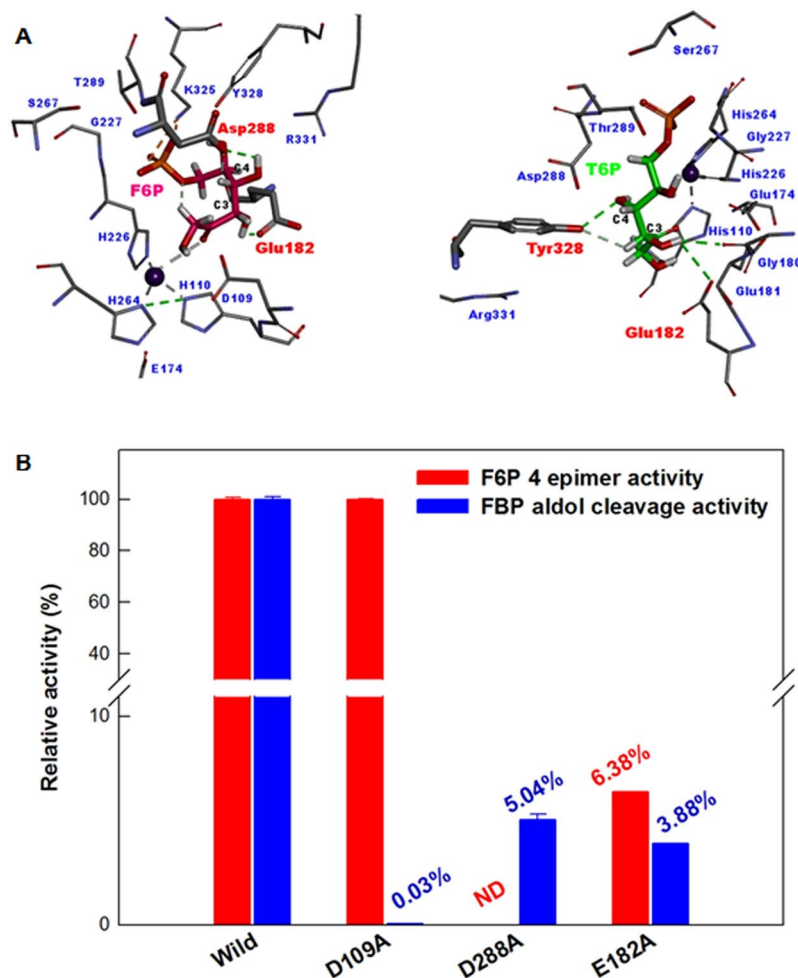 A
T289
K325
Y328
S267
G227
Asp288
R331
F6P
C4
C3
Glu182
H226
H264
H110
D109
E174
Ser267
Thr289
His264
Gly227
Asp288
T6P
His226
Glu174
C4
C3
His110
Tyr328
Gly180
Glu181
Arg331
Glu182
B
F6P 4 epimer activity
FBP aldol cleavage activity
Relative activity (%)
100
80
60
40
10
0
0.03%
ND
5.04%
6.38%
3.88%
Wild
D109A
D288A
E182A